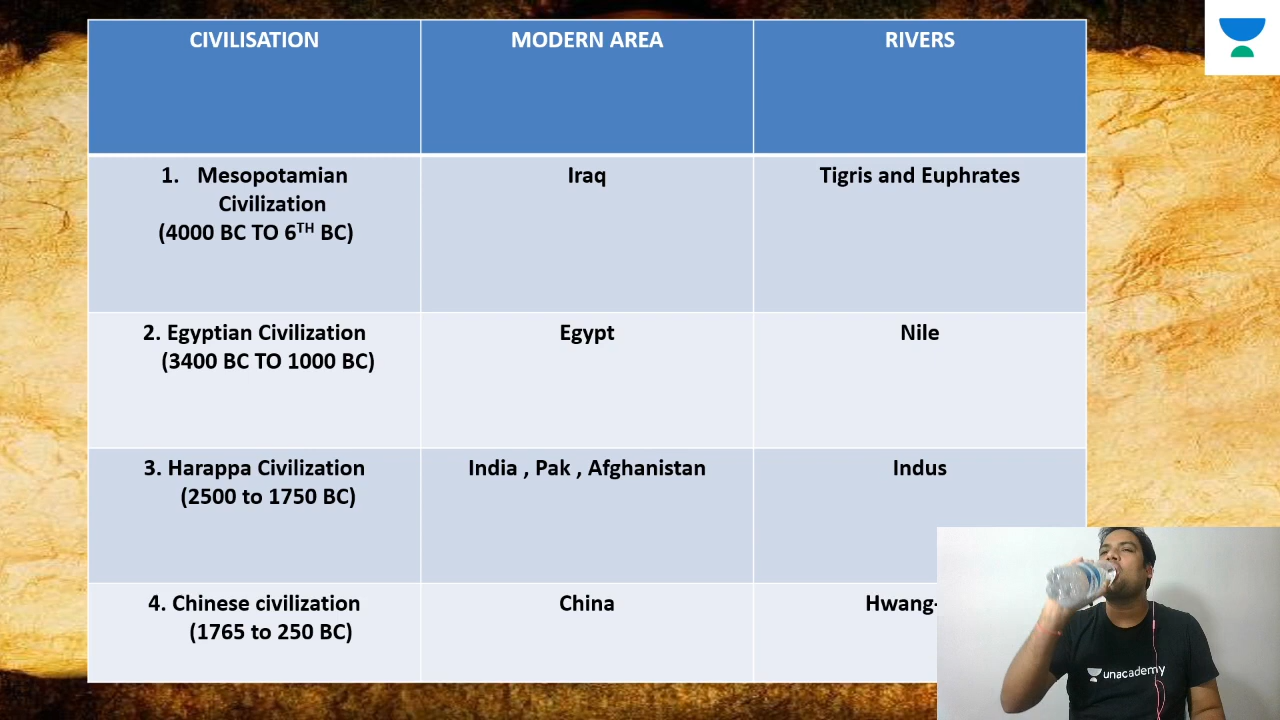 CIVILISATION MODERN AREA RIVERS
1. Mesopotamian
Civilization
(4000 BC TO 6TH BC)
Iraq
Tigris and Euphrates
2. Egyptian Civilization
(3400 BC TO 1000 BC)
Egypt
Nile
3. Harappa Civilization
(2500 to 1750 BC)
India , Pak , Afghanistan
Indus
4. Chinese civilization
(1765 to 250 BC)
China
Hwang-
unacademy